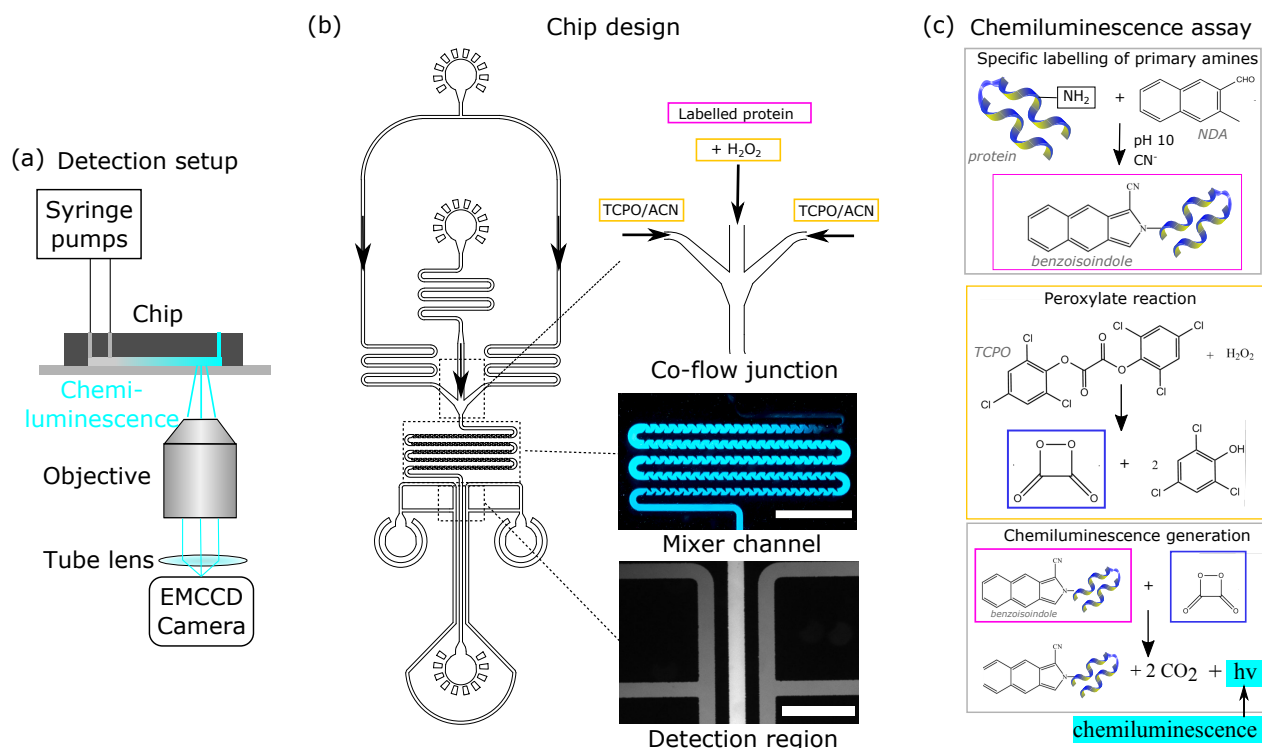 (a) Detection setup
Syringe
pumps
Chip
Chemi-
luminescence
Objective
Tube lens
EMCCD
Camera
(b) Chip design
Labelled protein
+ H₂O₂
TCPO/ACN
TCPO/ACN
Co-flow junction
Mixer channel
Detection region
(c) Chemiluminescence assay
Specific labelling of primary amines
NH₂
+
CHO
protein
NDA
pH 10
CN⁻
CN
N
benzoisoindole
Peroxylate reaction
TCPO
Cl
Cl
Cl
O
O
O
O
Cl
Cl
Cl
+ H₂O₂
O
O
O
O
+ 2
Cl
OH
Cl
Cl
Chemiluminescence generation
CN
N
benzoisoindole
+
O
O
O
O
CN
N
+ 2 CO₂ + hv
chemiluminescence